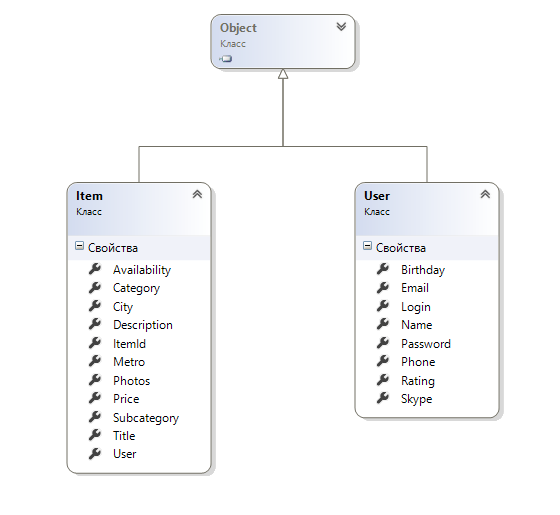 Object
Класс
Item
Класс
Свойства
Availability
Category
City
Description
ItemId
Metro
Photos
Price
Subcategory
Title
User
User
Класс
Свойства
Birthday
Email
Login
Name
Password
Phone
Rating
Skype